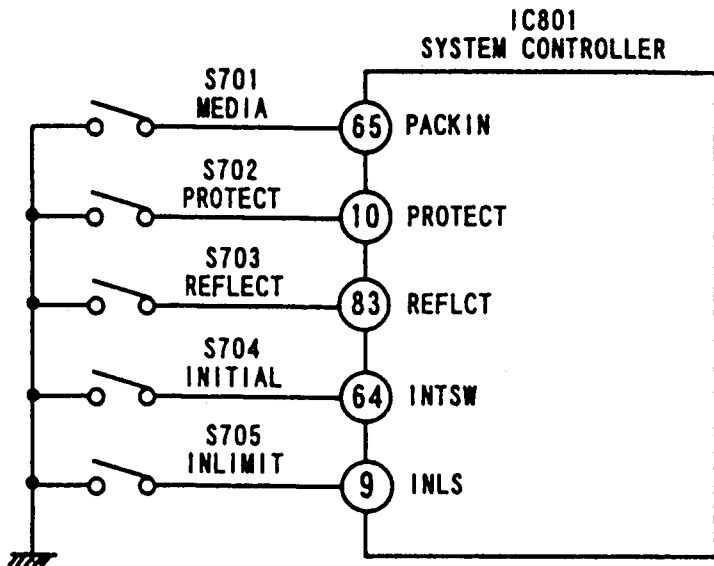 IC801
SYSTEM CONTROLLER
S701
MEDIA
65 PACKIN
S702
PROTECT
10 PROTECT
S703
REFLECT
83 REFLCT
S704
INITIAL
64 INTSW
S705
INLIMIT
9 INLS